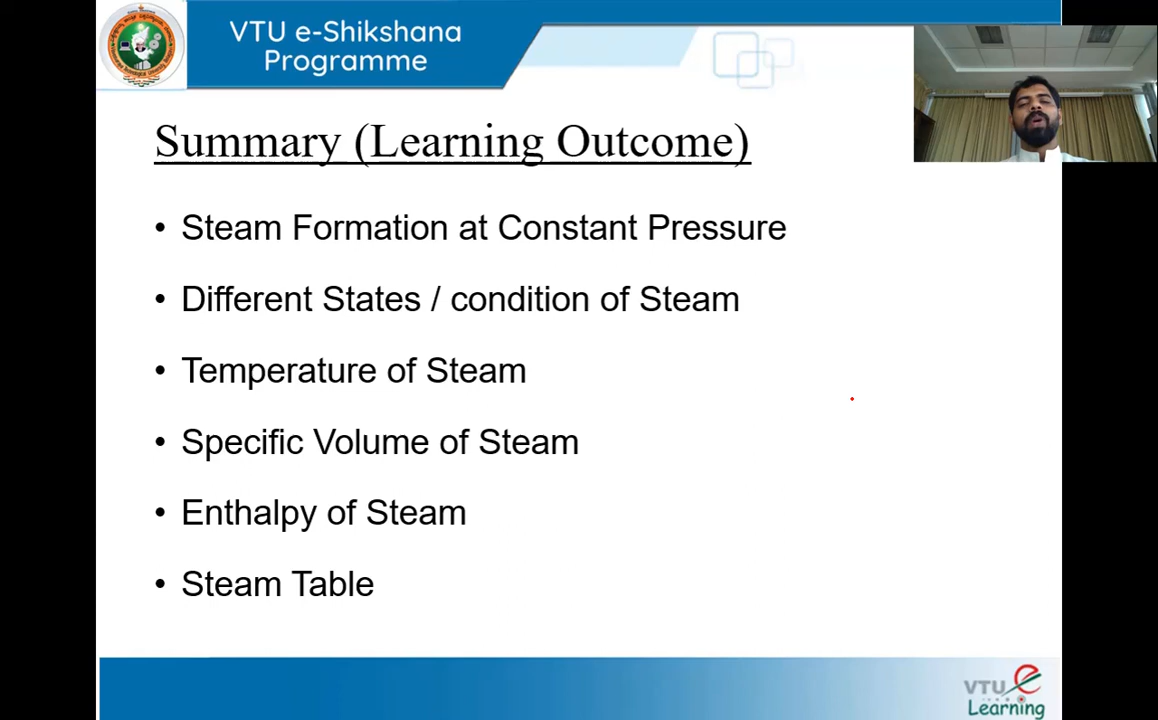 VTU e-Shikshana
Programme
Summary (Learning Outcome)
• Steam Formation at Constant Pressure
• Different States / condition of Steam
• Temperature of Steam
• Specific Volume of Steam
• Enthalpy of Steam
• Steam Table
VTU e
Learning